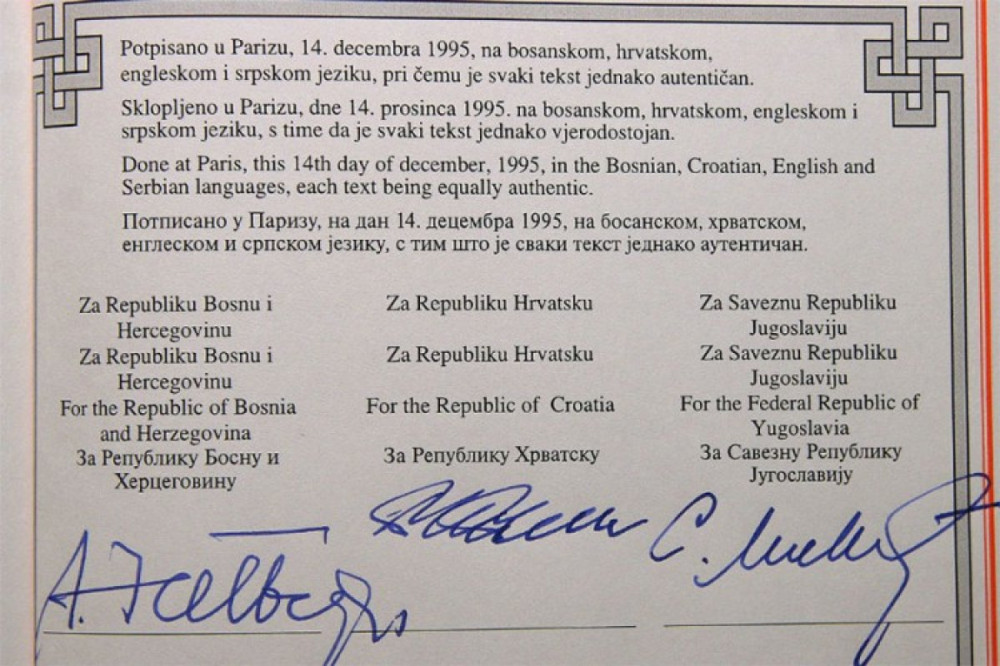 Potpisano u Parizu, 14. decembra 1995, na bosanskom, hrvatskom,
engleskom i srpskom jeziku, pri čemu je svaki tekst jednako autentičan.
Sklopljeno u Parizu, dne 14. prosinca 1995. na bosanskom, hrvatskom, engleskom i
srpskom jeziku, s time da je svaki tekst jednako vjerodostojan.
Done at Paris, this 14th day of december, 1995, in the Bosnian, Croatian, English and
Serbian languages, each text being equally authentic.
Потписано у Паризу, на дан 14. децембра 1995, на босанском, хрватском,
енглеском и српском језику, с тим што је сваки текст једнако аутентичан.
Za Republiku Bosnu i
Hercegovinu
Za Republiku Bosnu i
Hercegovinu
For the Republic of Bosnia
and Herzegovina
За Републику Босну и
Херцеговину
Za Republiku Hrvatsku
Za Republiku Hrvatsku
For the Republic of Croatia
За Републику Хрватску
Za Saveznu Republiku
Jugoslaviju
Za Saveznu Republiku
Jugoslaviju
For the Federal Republic of
Yugoslavia
За Савезну Републику
Југославију